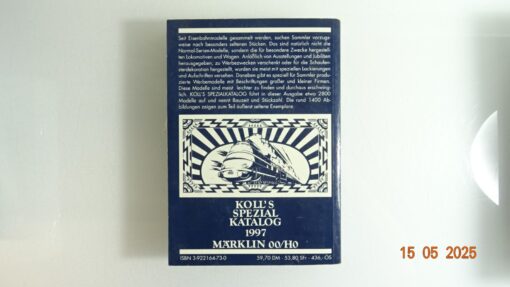 Seit Eisenbahnmodelle gesammelt werden, suchen Sammler vorzugs-
weise nach besonders seltenen Stücken. Das sind natürlich nicht die
Normal-Serien-Modelle, sondern die für besondere Zwecke hergestell-
ten Lokomotiven und Wagen. Anläßlich von Ausstellungen und Jubiläen
herausgegeben, zu Werbezwecken verschenkt oder für die Schaufen-
sterdekoration hergestellt, wurden sie meist mit speziellen Lackierungen
und Aufschriften versehen. Daneben gibt es speziell für Sammler produ-
zierte Werbemodelle mit Beschriftungen großer und kleiner Firmen.
Diese Modelle sind meist leichter zu finden und durchaus erschwing-
lich. KOLL'S SPEZIALKATALOG führt in dieser Ausgabe etwa 2800
Modelle auf und nennt Bauzeit und Stückzahl. Die rund 1400 Ab-
bildungen zeigen zum Teil äußerst seltene Exemplare.
KOLL'S
SPEZIAL
KATALOG
1997
MÄRKLIN 00/H0
ISBN 3-922164-73-0
59,70 DM · 53,80 SFr · 436,- ÖS
15 05 2025